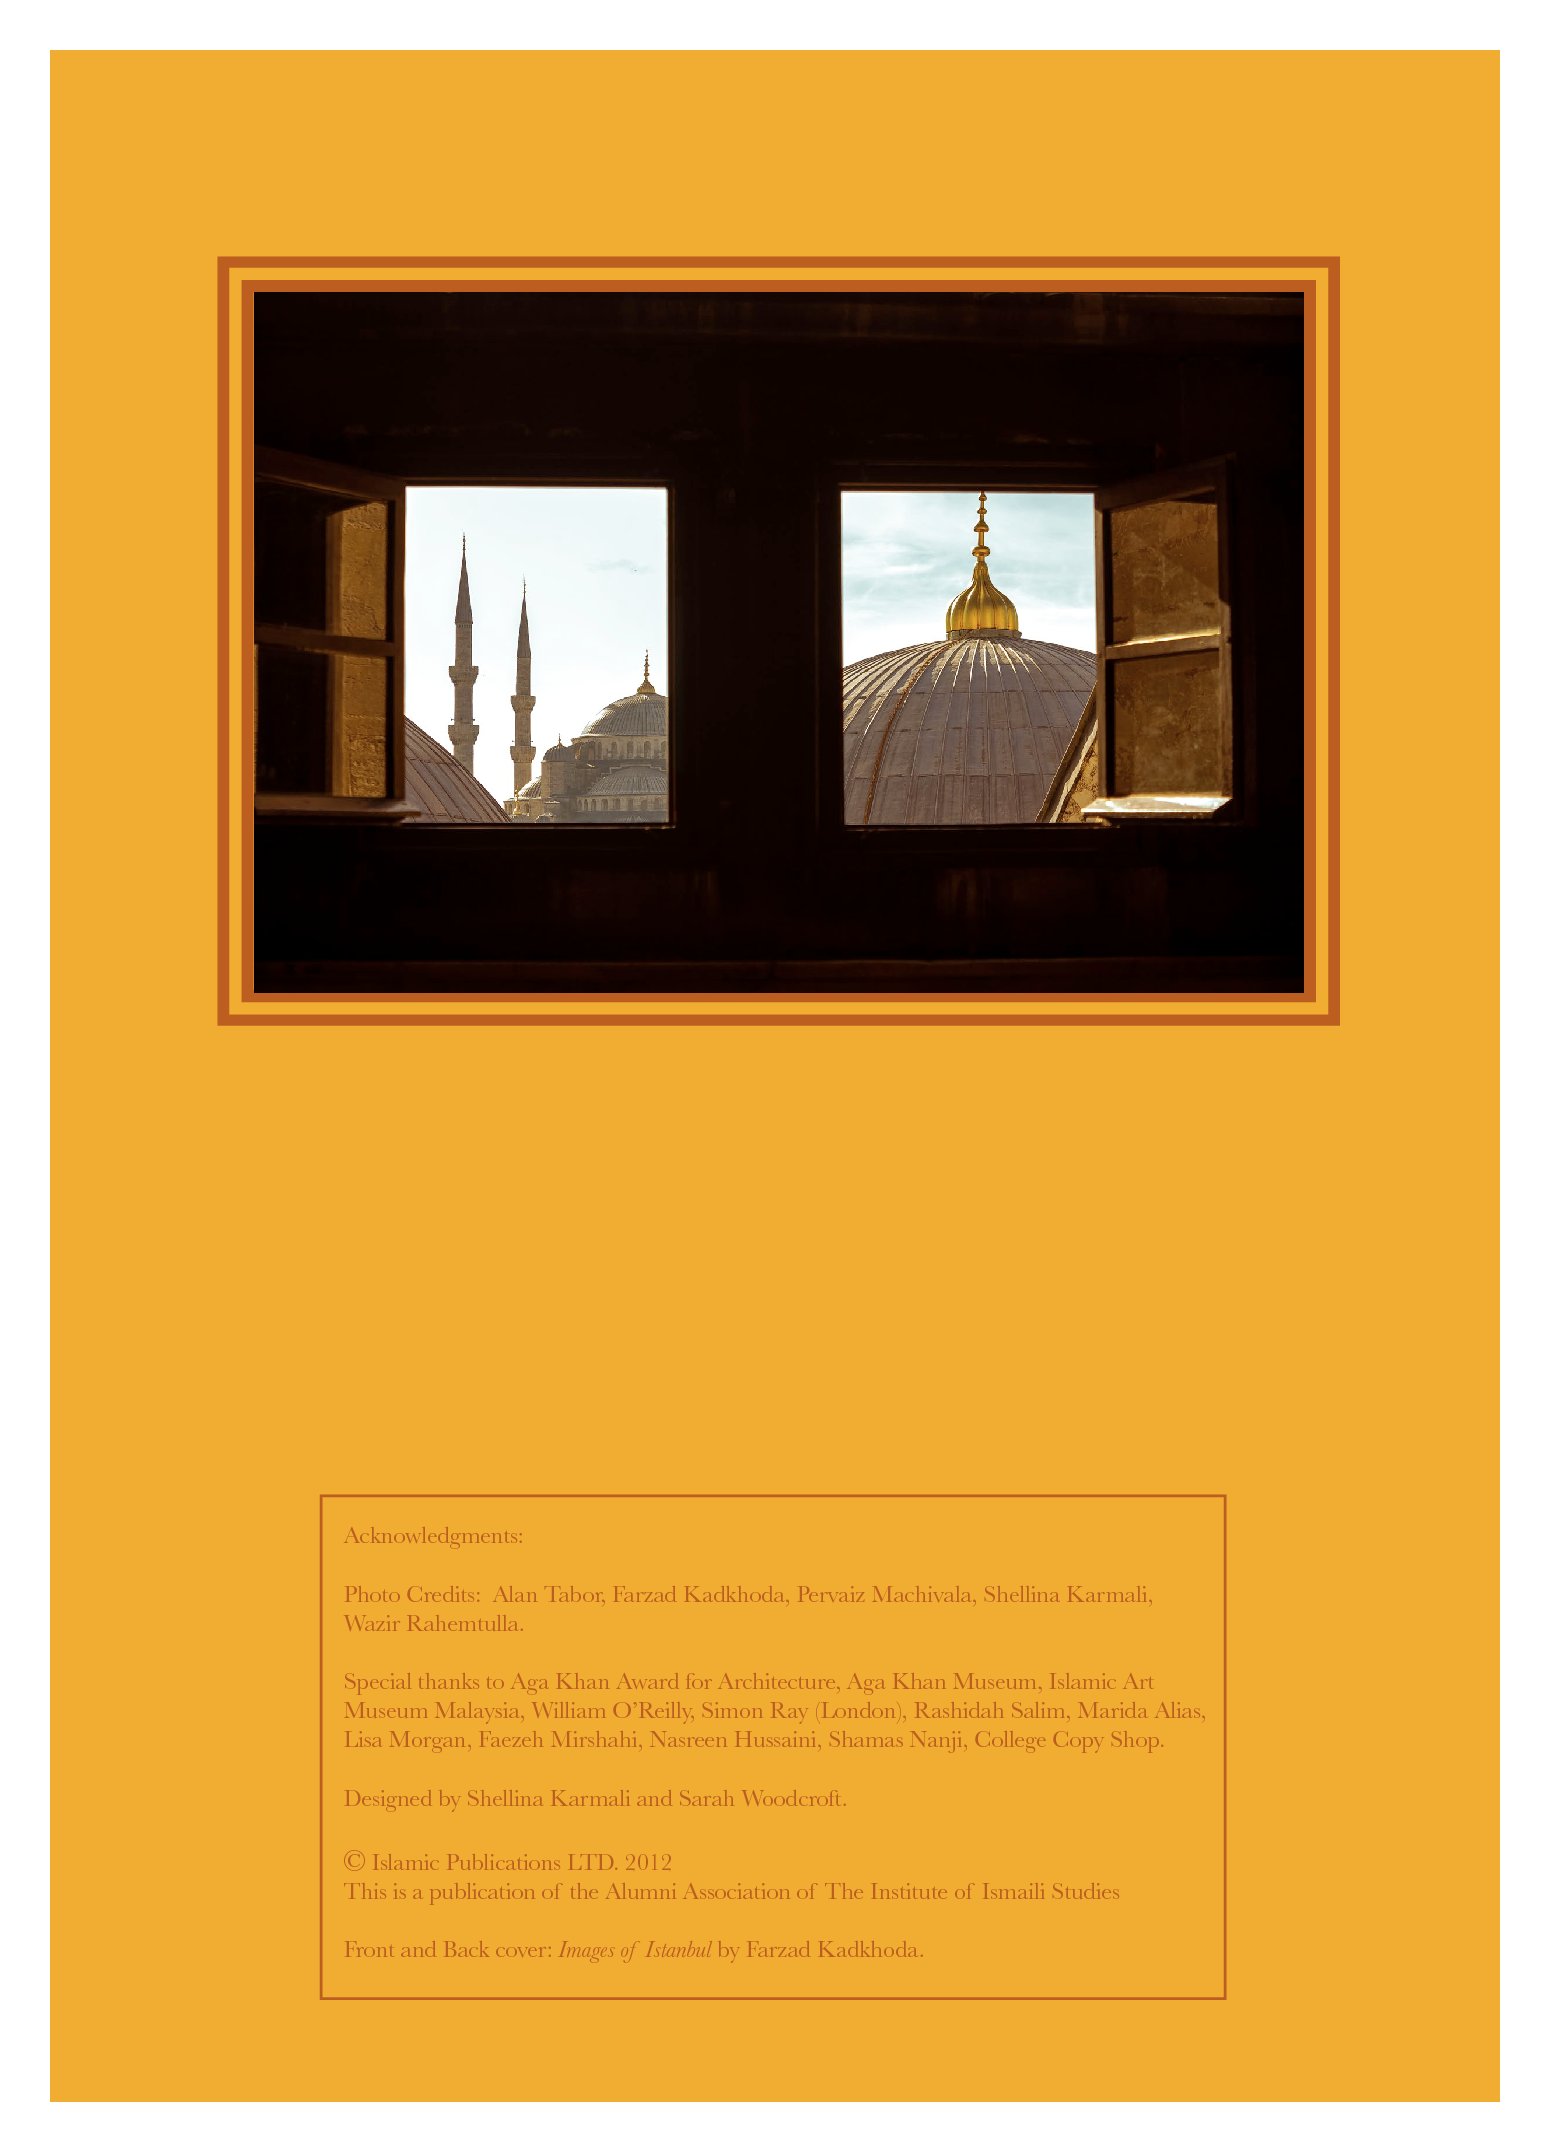 Acknowledgments:
Photo Credits:  Alan Tabor, Farzad Kadkhoda, Pervaiz Machivala, Shellina Karmali,
Wazir Rahemtulla.
Special thanks to Aga Khan Award for Architecture, Aga Khan Museum, Islamic Art
Museum Malaysia, William O’Reilly, Simon Ray (London), Rashidah Salim, Marida Alias,
Lisa Morgan, Faezeh Mirshahi, Nasreen Hussaini, Shamas Nanji, College Copy Shop.
Designed by Shellina Karmali and Sarah Woodcroft.
© Islamic Publications LTD. 2012
This is a publication of the Alumni Association of The Institute of Ismaili Studies
Front and Back cover: Images of Istanbul by Farzad Kadkhoda.